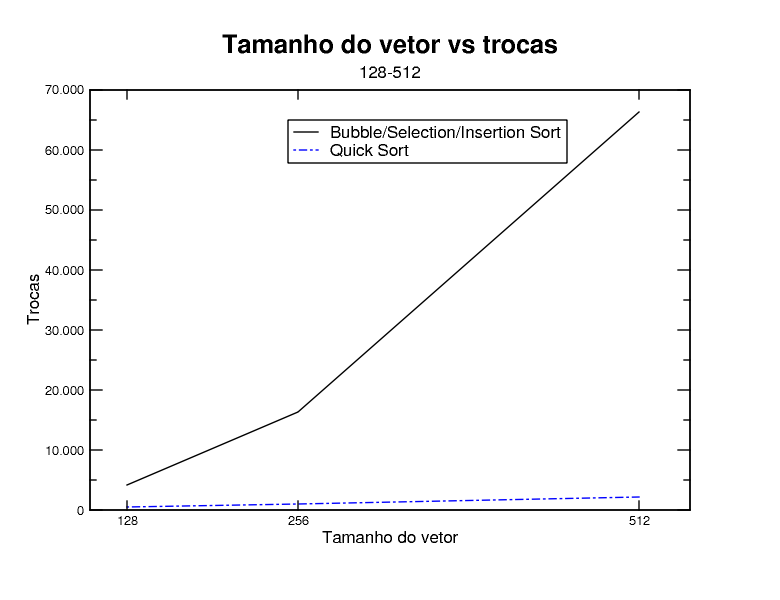 Tamanho do vetor vs trocas
128-512
70.000
60.000
50.000
40.000
30.000
20.000
10.000
0
Trocas
Bubble/Selection/Insertion Sort
Quick Sort
128 256 512
Tamanho do vetor